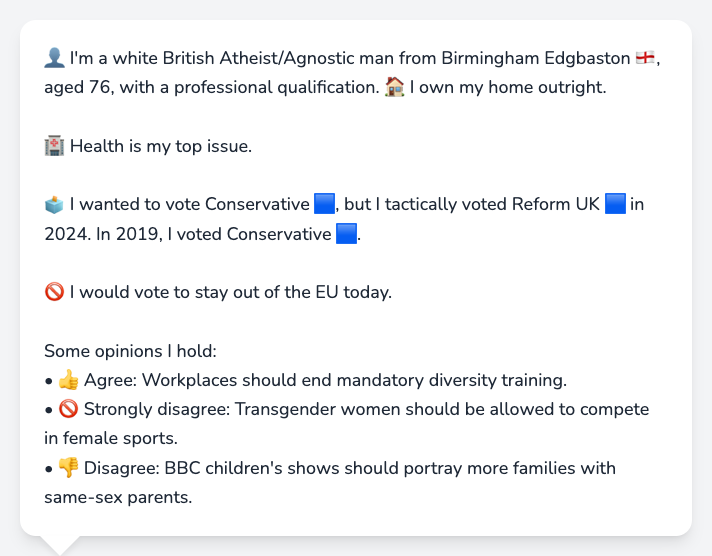 👤 I'm a white British Atheist/Agnostic man from Birmingham Edgbaston 🏴󠁧󠁢󠁥󠁮󠁧󠁿,
aged 76, with a professional qualification. 🏠 I own my home outright.
🏥 Health is my top issue.
🗳️ I wanted to vote Conservative 🟦, but I tactically voted Reform UK 🟦 in
2024. In 2019, I voted Conservative 🟦.
🚫 I would vote to stay out of the EU today.
Some opinions I hold:
• 👍 Agree: Workplaces should end mandatory diversity training.
• 🚫 Strongly disagree: Transgender women should be allowed to compete
in female sports.
• 👎 Disagree: BBC children's shows should portray more families with
same-sex parents.